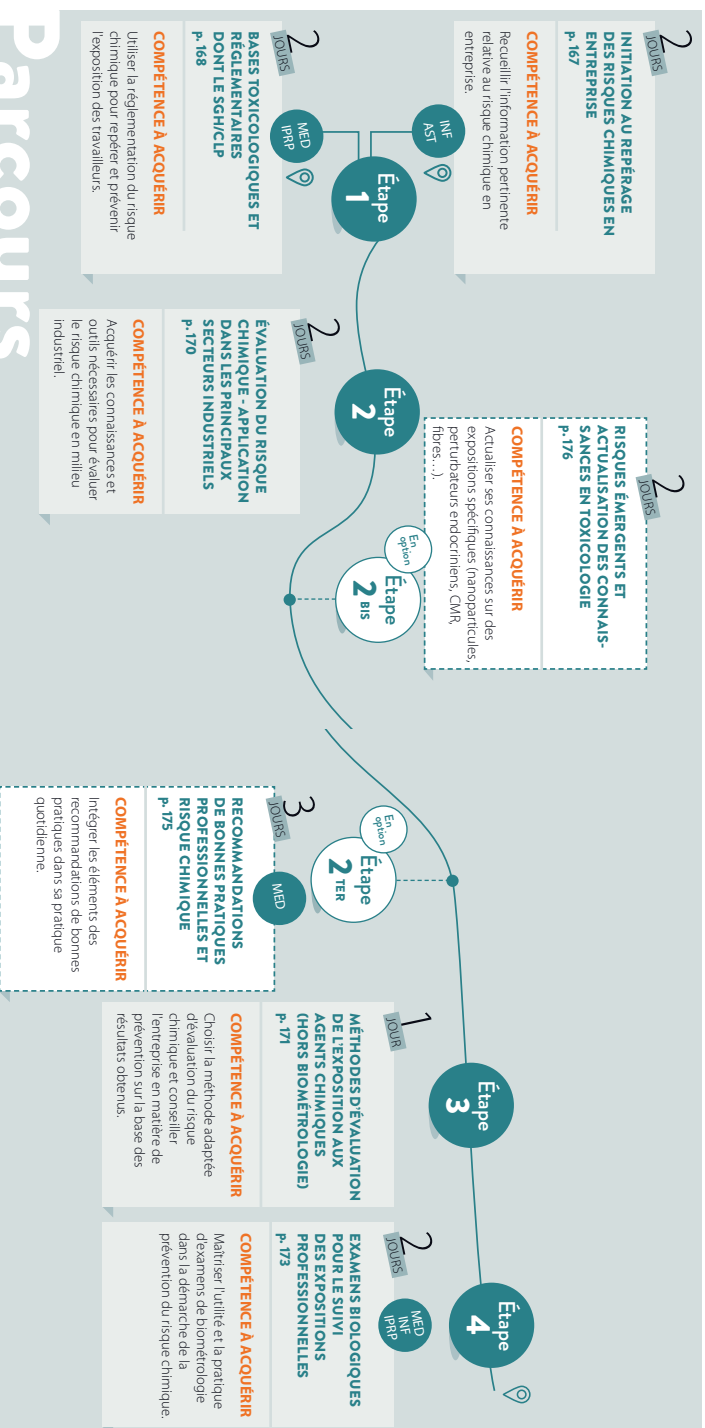 Parcours
2
JOURS
INITIATION AU REPÉRAGE
DES RISQUES CHIMIQUES EN
ENTREPRISE
p. 167
COMPÉTENCE À ACQUÉRIR
Recueillir l'information pertinente
relative au risque chimique en
entreprise.
INF
AST
Étape
1
MED
IPRP
2
JOURS
BASES TOXICOLOGIQUES ET
RÉGLEMENTAIRES
DONT LE SGH/CLP
p. 168
COMPÉTENCE À ACQUÉRIR
Utiliser la réglementation du risque
chimique pour repérer et prévenir
l'exposition des travailleurs.
Étape
2
2
JOURS
ÉVALUATION DU RISQUE
CHIMIQUE - APPLICATION
DANS LES PRINCIPAUX
SECTEURS INDUSTRIELS
p. 170
COMPÉTENCE À ACQUÉRIR
Acquérir les connaissances et
outils nécessaires pour évaluer
le risque chimique en milieu
industriel.
2
JOURS
RISQUES ÉMERGENTS ET
ACTUALISATION DES CONNAIS-
SANCES EN TOXICOLOGIE
p. 176
COMPÉTENCE À ACQUÉRIR
Actualiser ses connaissances sur des
expositions spécifiques (nanoparticules,
perturbateurs endocriniens, CMR,
fibres…).
En
option
Étape
2 BIS
En
option
Étape
2 TER
MED
3
JOURS
RECOMMANDATIONS
DE BONNES PRATIQUES
PROFESSIONNELLES ET
RISQUE CHIMIQUE
p. 175
COMPÉTENCE À ACQUÉRIR
Intégrer les éléments des
recommandations de bonnes
pratiques dans sa pratique
quotidienne.
Étape
3
1
JOUR
MÉTHODES D'ÉVALUATION
DE L'EXPOSITION AUX
AGENTS CHIMIQUES
(HORS BIOMÉTROLOGIE)
p. 171
COMPÉTENCE À ACQUÉRIR
Choisir la méthode adaptée
d'évaluation du risque
chimique et conseiller
l'entreprise en matière de
prévention sur la base des
résultats obtenus.
Étape
4
MED
INF
IPRP
2
JOURS
EXAMENS BIOLOGIQUES
POUR LE SUIVI
DES EXPOSITIONS
PROFESSIONNELLES
p. 173
COMPÉTENCE À ACQUÉRIR
Maîtriser l'utilité et la pratique
d'examens de biométrologie
dans la démarche de la
prévention du risque chimique.